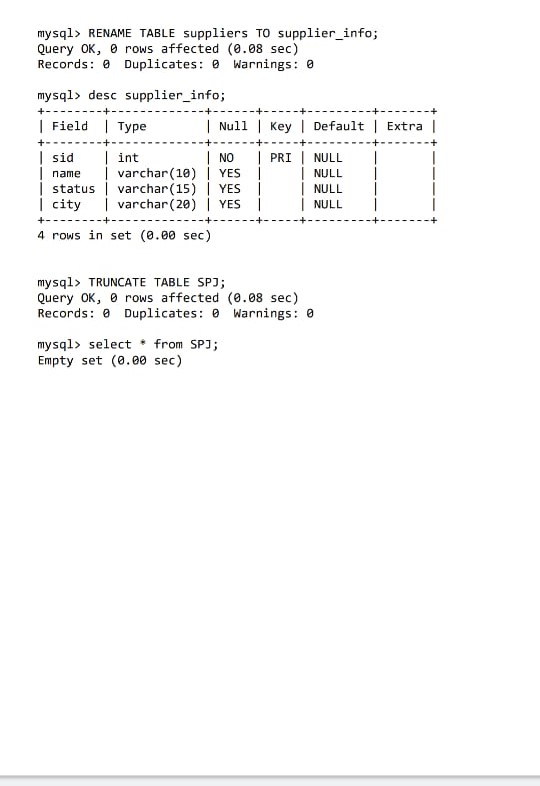 mysql> RENAME TABLE suppliers TO supplier_info;
Query OK, 0 rows affected (0.08 sec)
Records: 0  Duplicates: 0  Warnings: 0
mysql> desc supplier_info;
+--------+-------------+------+-----+---------+-------+
| Field  | Type        | Null | Key | Default | Extra |
+--------+-------------+------+-----+---------+-------+
| sid    | int         | NO   | PRI | NULL    |       |
| name   | varchar(10) | YES  |     | NULL    |       |
| status | varchar(15) | YES  |     | NULL    |       |
| city   | varchar(20) | YES  |     | NULL    |       |
+--------+-------------+------+-----+---------+-------+
4 rows in set (0.00 sec)
mysql> TRUNCATE TABLE SPJ;
Query OK, 0 rows affected (0.08 sec)
Records: 0  Duplicates: 0  Warnings: 0
mysql> select * from SPJ;
Empty set (0.00 sec)